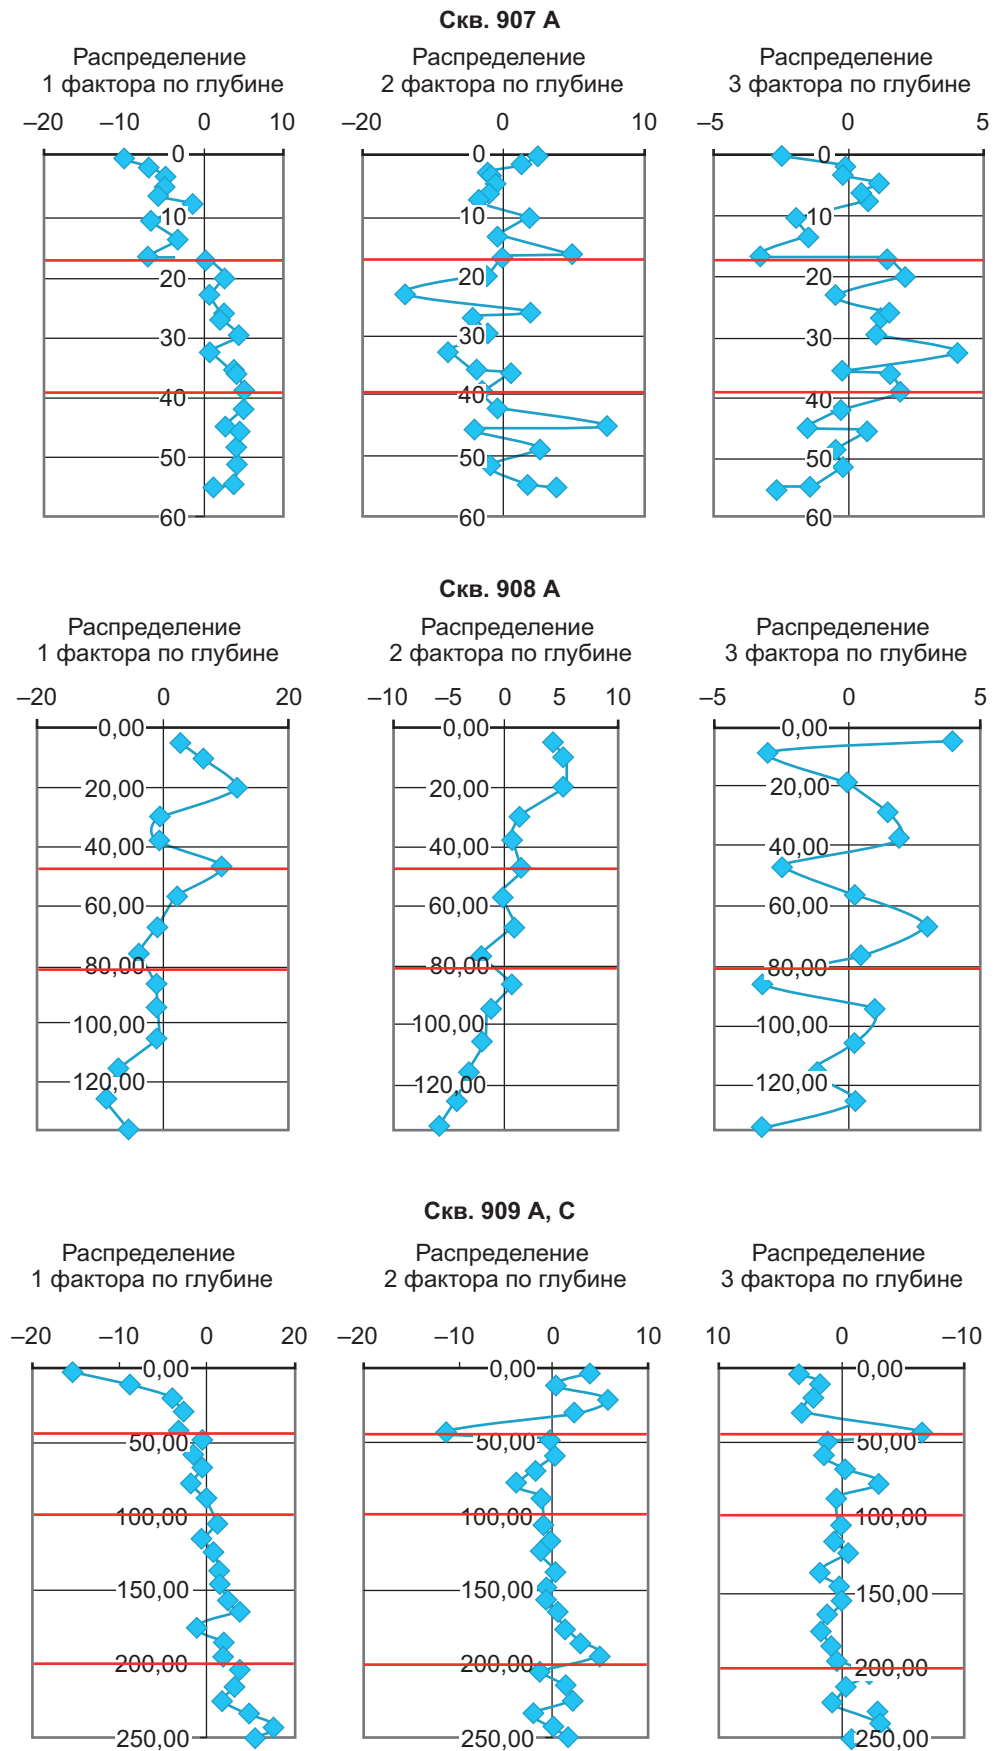 Скв. 907 А
Распределение
1 фактора по глубине
Распределение
2 фактора по глубине
Распределение
3 фактора по глубине
–20 –10 0 10
–20 0 10
–5 0 5
0 0 0
10 10 10
20 20 20
30 30 30
40 40 40
50 50 50
60 60 60
Скв. 908 А
Распределение
1 фактора по глубине
Распределение
2 фактора по глубине
Распределение
3 фактора по глубине
–20 0 20
–10 –5 0 5 10
–5 0 5
0,00 0,00 0,00
20,00 20,00 20,00
40,00 40,00 40,00
60,00 60,00 60,00
80,00 80,00 80,00
100,00 100,00 100,00
120,00 120,00 120,00
Скв. 909 А, С
Распределение
1 фактора по глубине
Распределение
2 фактора по глубине
Распределение
3 фактора по глубине
–20 –10 0 20
–20 –10 0 10
10 0 –10
0,00 0,00 0,00
50,00 50,00 50,00
100,00 100,00 100,00
150,00 150,00 150,00
200,00 200,00 200,00
250,00 250,00 250,00